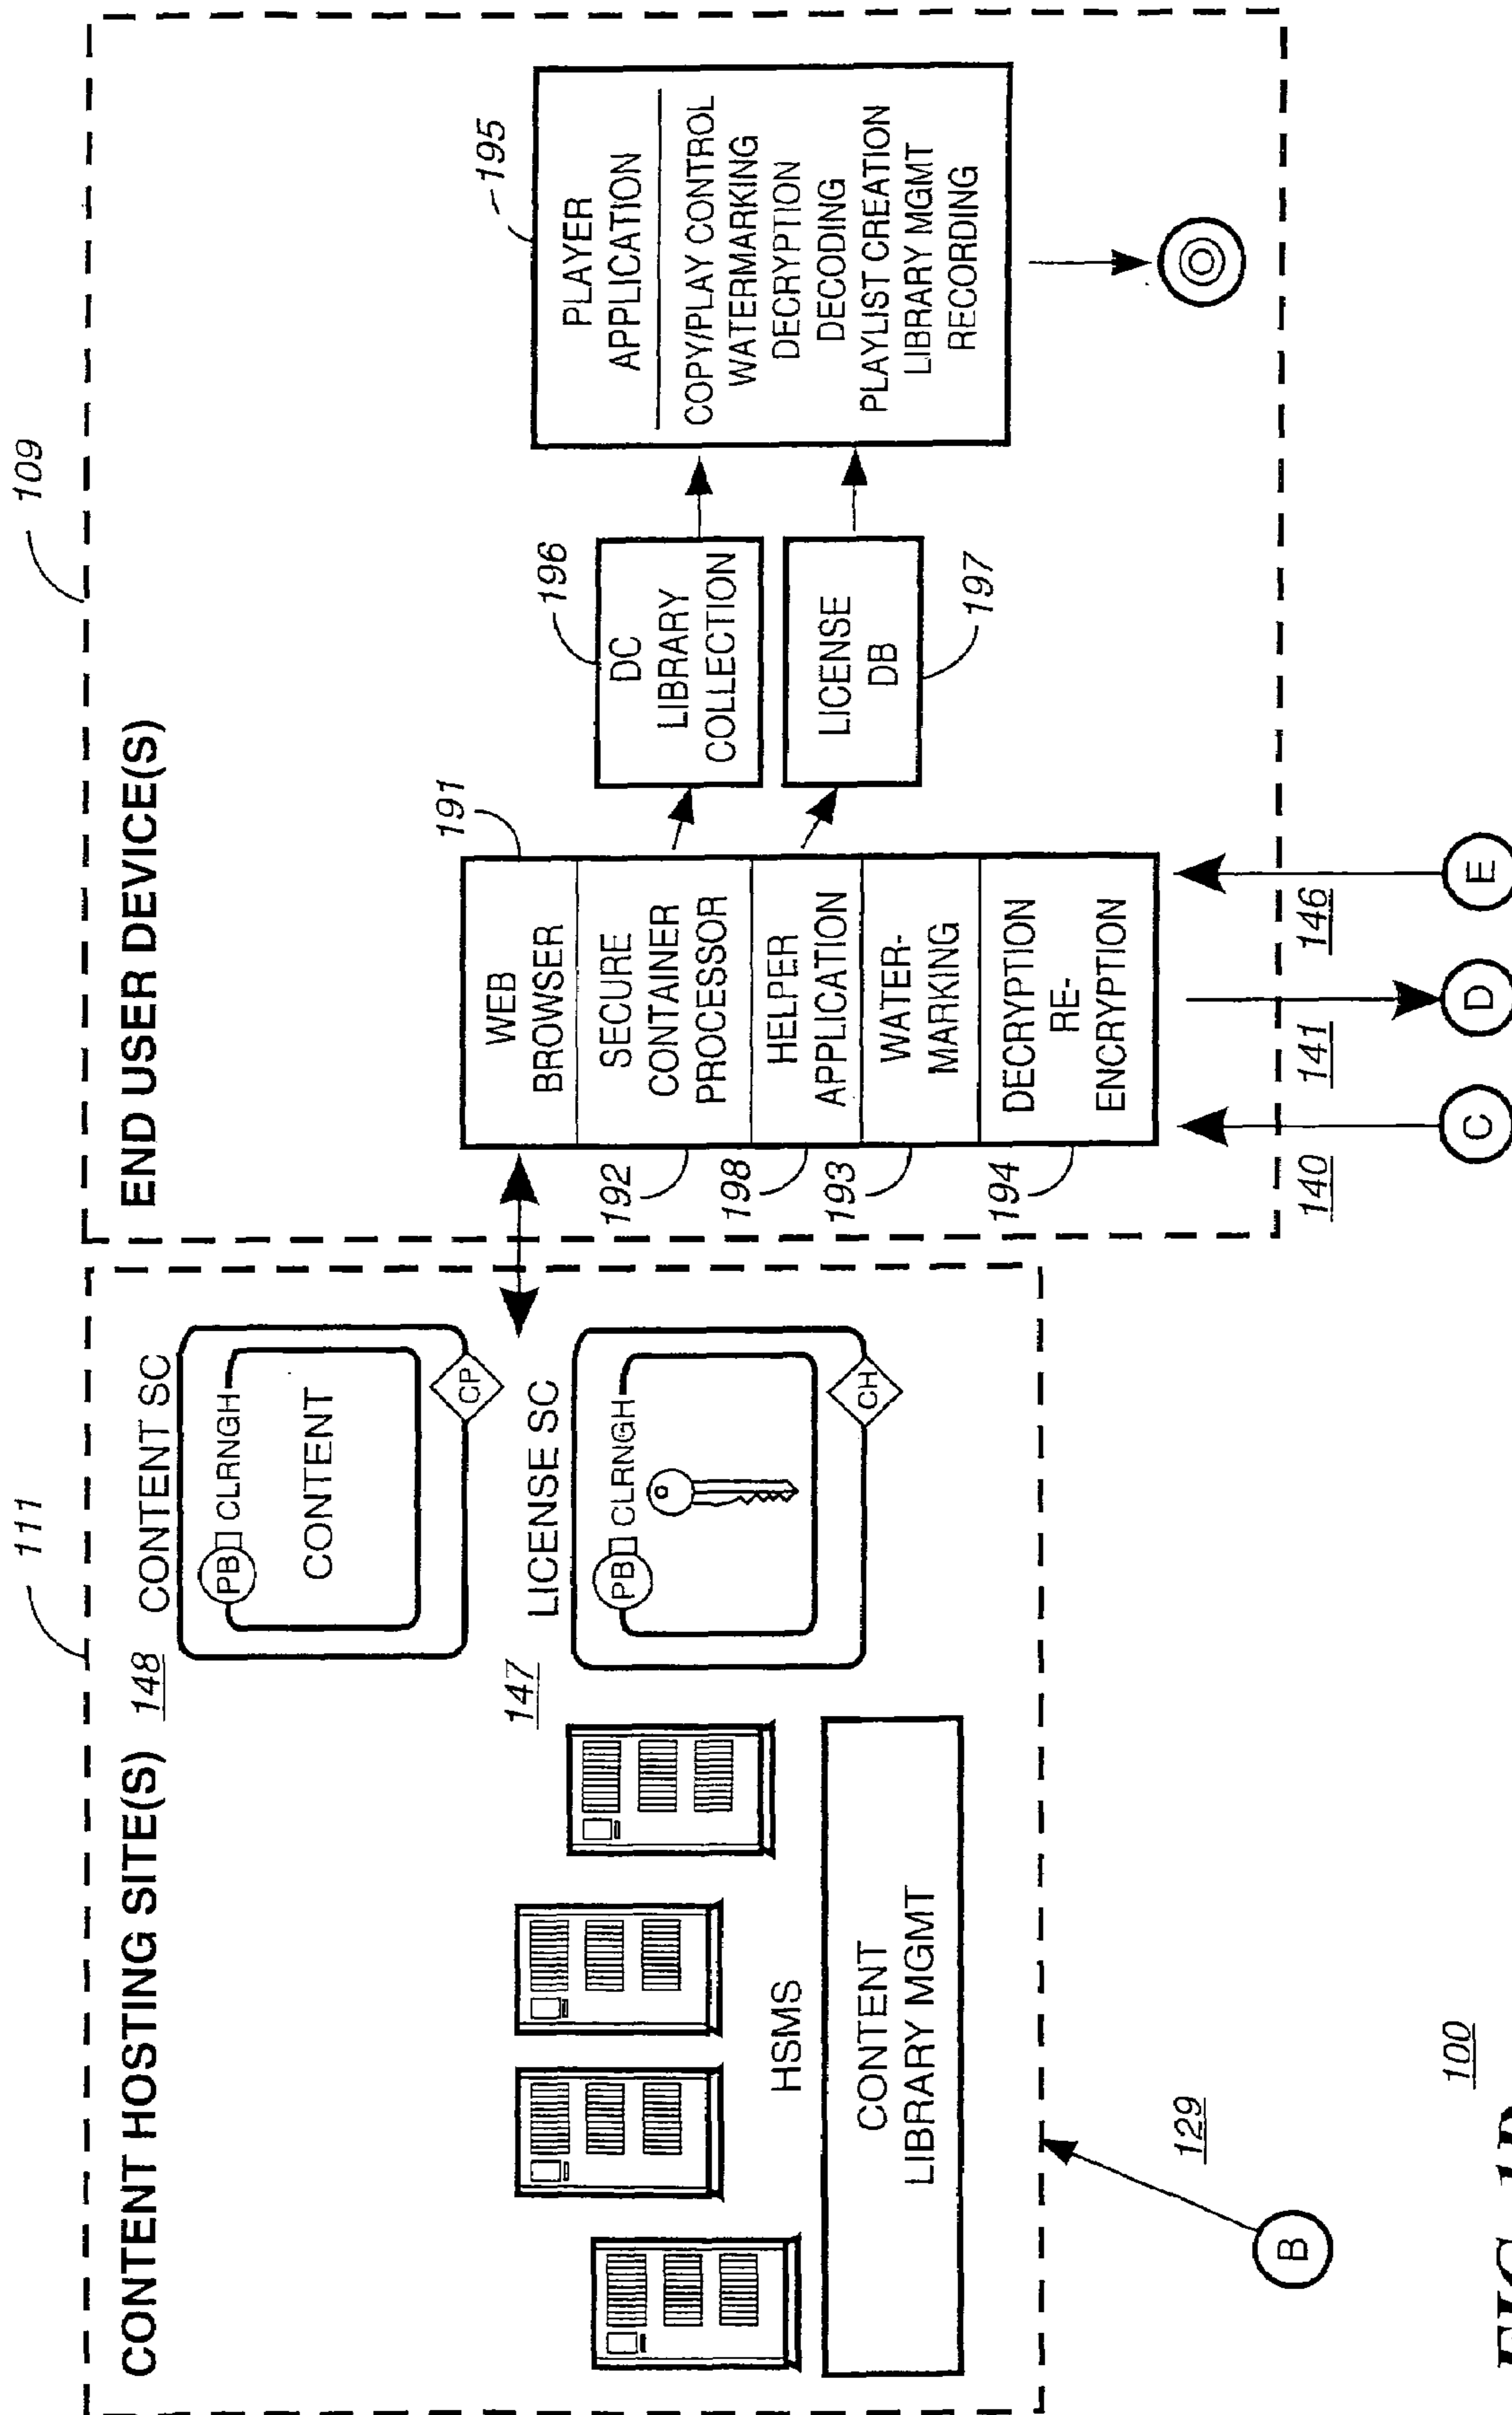 111
CONTENT HOSTING SITE(S)
148
CONTENT SC
PB CLRNGH
CONTENT
CP
147
LICENSE SC
PB CLRNGH
CH
HSMS
CONTENT
LIBRARY MGMT
129
B
109
END USER DEVICE(S)
191
WEB
BROWSER
192
SECURE
CONTAINER
PROCESSOR
198
HELPER
APPLICATION
193
WATER-
MARKING
194
DECRYPTION
RE-
ENCRYPTION
196
DC
LIBRARY
COLLECTION
LICENSE
DB
197
195
PLAYER
APPLICATION
COPY/PLAY CONTROL
WATERMARKING
DECRYPTION
DECODING
PLAYLIST CREATION
LIBRARY MGMT
RECORDING
140
141
146
C
D
E
100